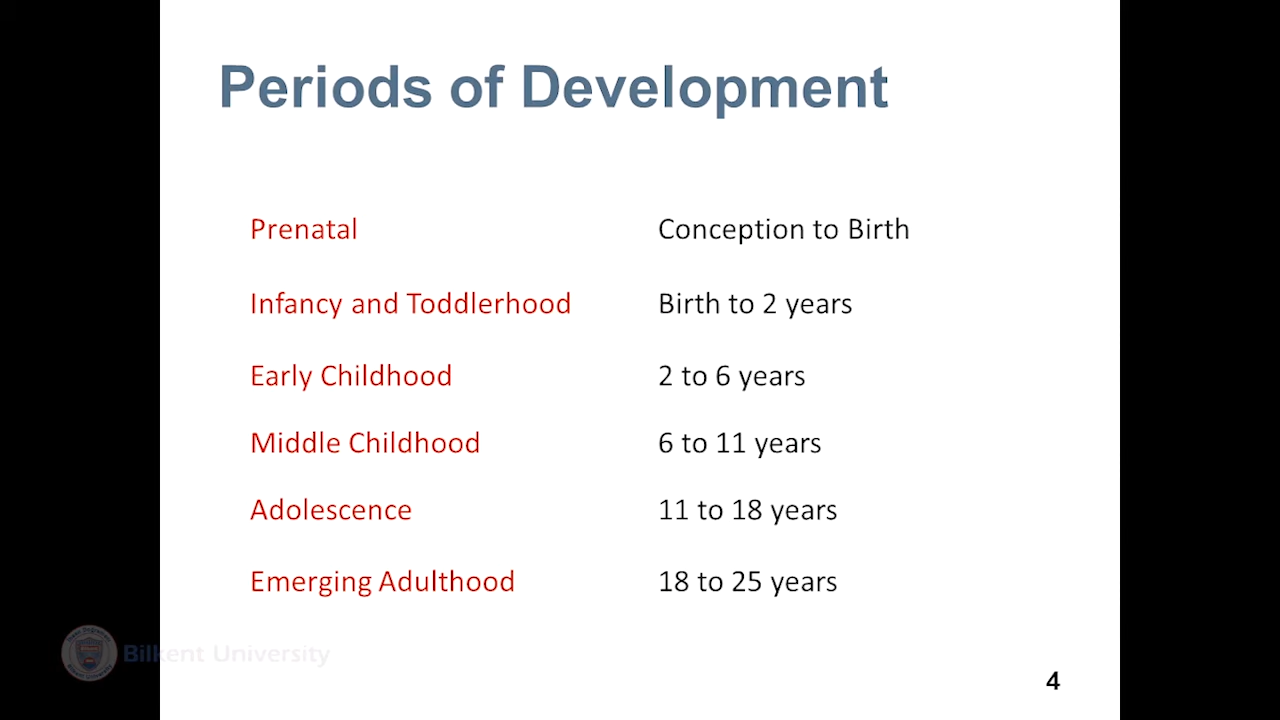 Periods of Development
Prenatal Conception to Birth
Infancy and Toddlerhood Birth to 2 years
Early Childhood 2 to 6 years
Middle Childhood 6 to 11 years
Adolescence 11 to 18 years
Emerging Adulthood 18 to 25 years
Bilkent University
4